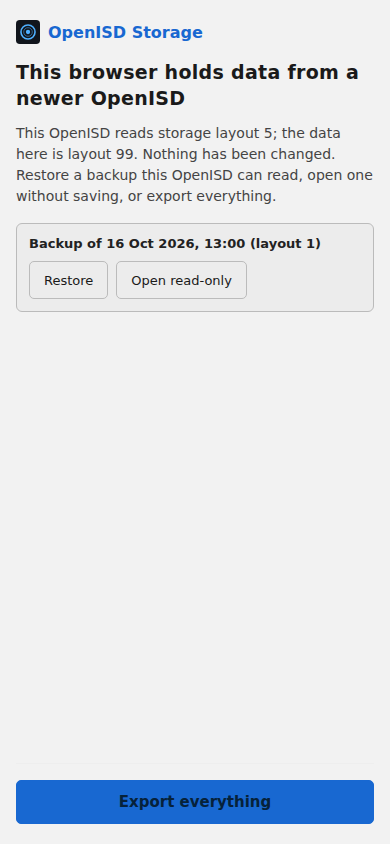 OpenISD Storage
This browser holds data from a
newer OpenISD
This OpenISD reads storage layout 5; the data
here is layout 99. Nothing has been changed.
Restore a backup this OpenISD can read, open one
without saving, or export everything.
Backup of 16 Oct 2026, 13:00 (layout 1)
Restore
Open read-only
Export everything